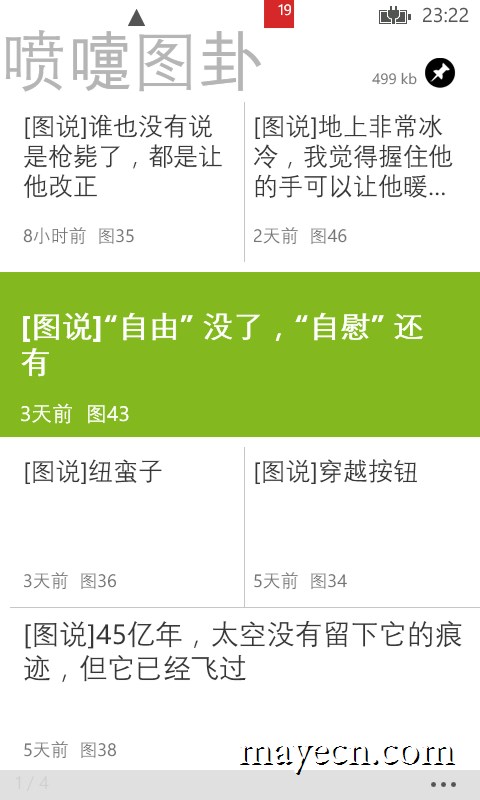 19
23:22
喷嚏图卦
499 kb
[图说]谁也没有说
是枪毙了，都是让
他改正
8小时前 图35
[图说]地上非常冰
冷，我觉得握住他
的手可以让他暖...
2天前 图46
[图说]“自由” 没了，“自慰” 还
有
3天前 图43
[图说]纽蛮子
3天前 图36
[图说]穿越按钮
5天前 图34
[图说]45亿年，太空没有留下它的痕
迹，但它已经飞过
5天前 图38
mayecn.com
1 / 4